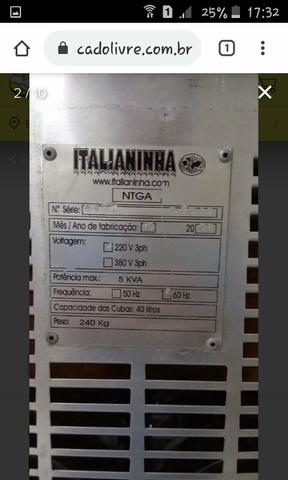 25% 17:32
cadolivre.com.br
1
2 / 10
ITALIANINHA
www.italianinha.com
NTGA
Nº Série:
Mês / Ano de fabricação: 20
Voltagem: 220 V 3ph
380 V 3ph
Potência max.: 5 KVA
Frequência: 50 Hz 60 Hz
Capacidade das Cubas: 40 litros
Peso: 240 Kg